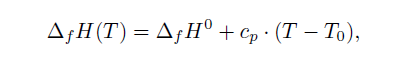 Δ_f H(T) = Δ_f H^0 + c_p · (T − T_0),